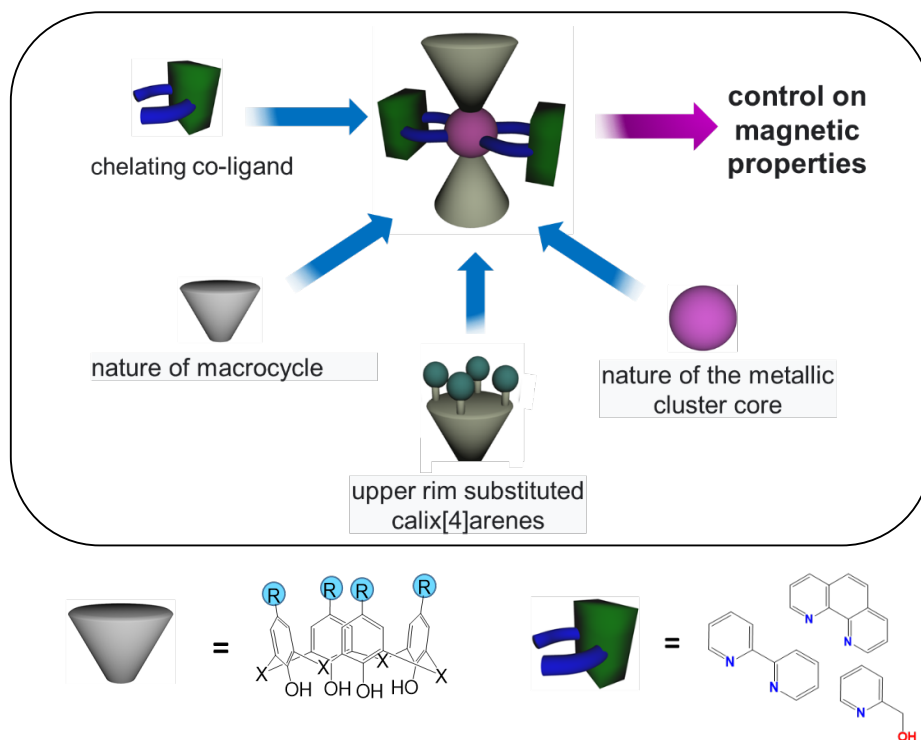 control on
magnetic
properties
chelating co-ligand
nature of macrocycle
nature of the metallic
cluster core
upper rim substituted
calix[4]arenes
R R R R
= =
X X X X
OH OH OH HO
N
N
N
N
N
OH